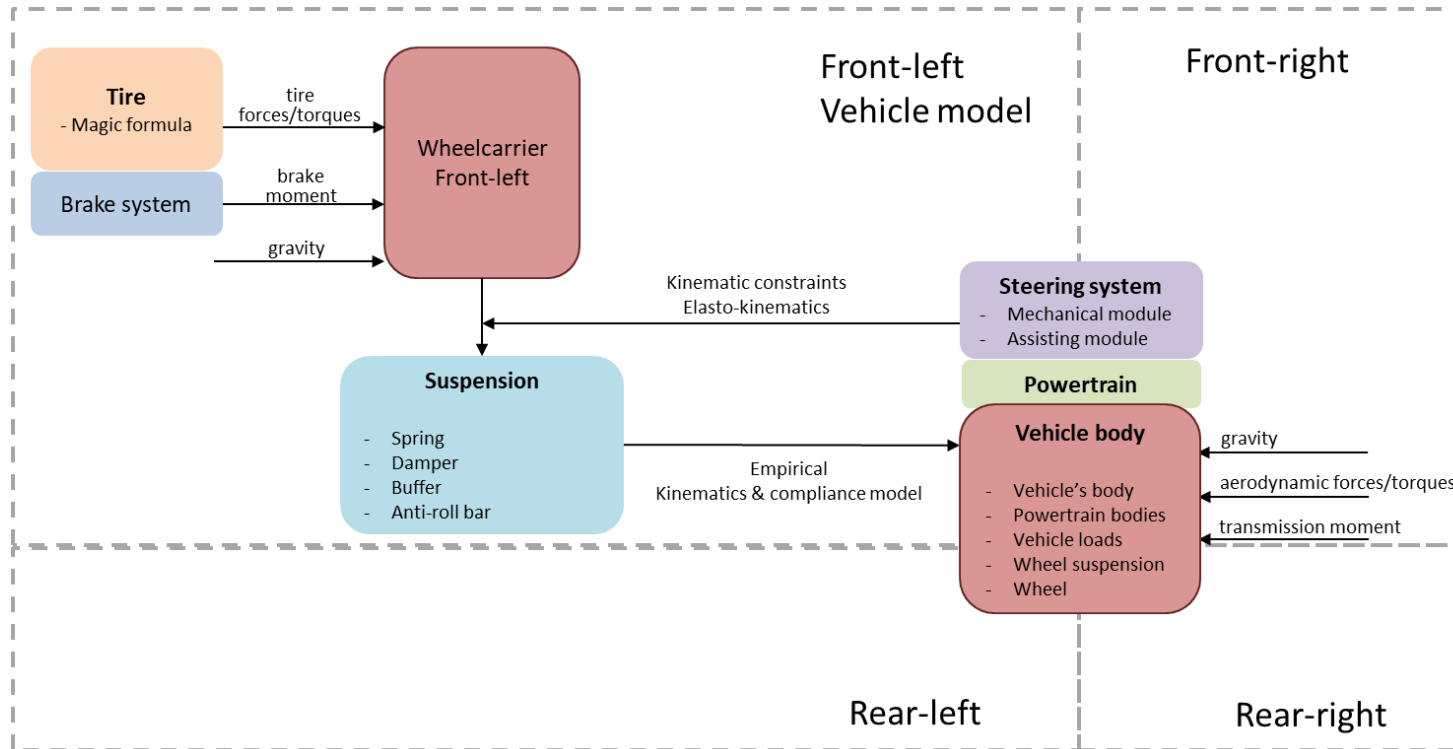 Tire
- Magic formula
Brake system
tire
forces/torques
brake
moment
gravity
Wheelcarrier
Front-left
Front-left
Vehicle model
Front-right
Kinematic constraints
Elasto-kinematics
Steering system
- Mechanical module
- Assisting module
Powertrain
Suspension
- Spring
- Damper
- Buffer
- Anti-roll bar
Empirical
Kinematics & compliance model
Vehicle body
- Vehicle's body
- Powertrain bodies
- Vehicle loads
- Wheel suspension
- Wheel
gravity
aerodynamic forces/torques
transmission moment
Rear-left
Rear-right